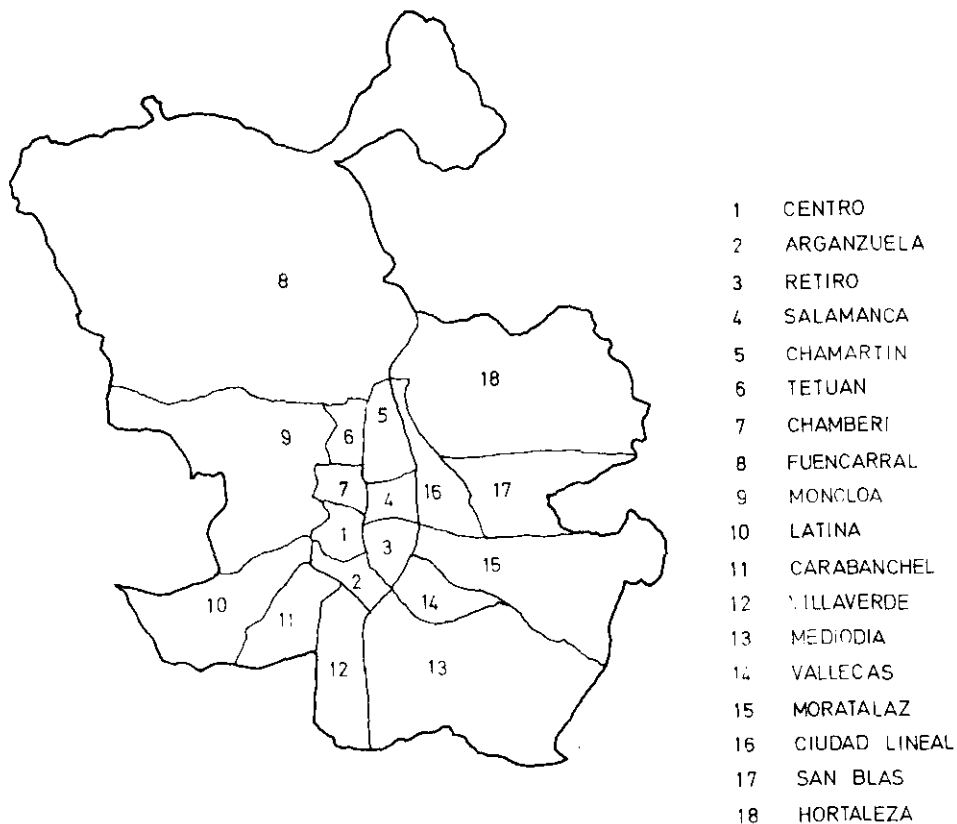 8
18
5
9
6
7
4
16
17
1
3
15
2
10
14
11
12
13
1 CENTRO
2 ARGANZUELA
3 RETIRO
4 SALAMANCA
5 CHAMARTIN
6 TETUAN
7 CHAMBERI
8 FUENCARRAL
9 MONCLOA
10 LATINA
11 CARABANCHEL
12 VILLAVERDE
13 MEDIODIA
14 VALLECAS
15 MORATALAZ
16 CIUDAD LINEAL
17 SAN BLAS
18 HORTALEZA